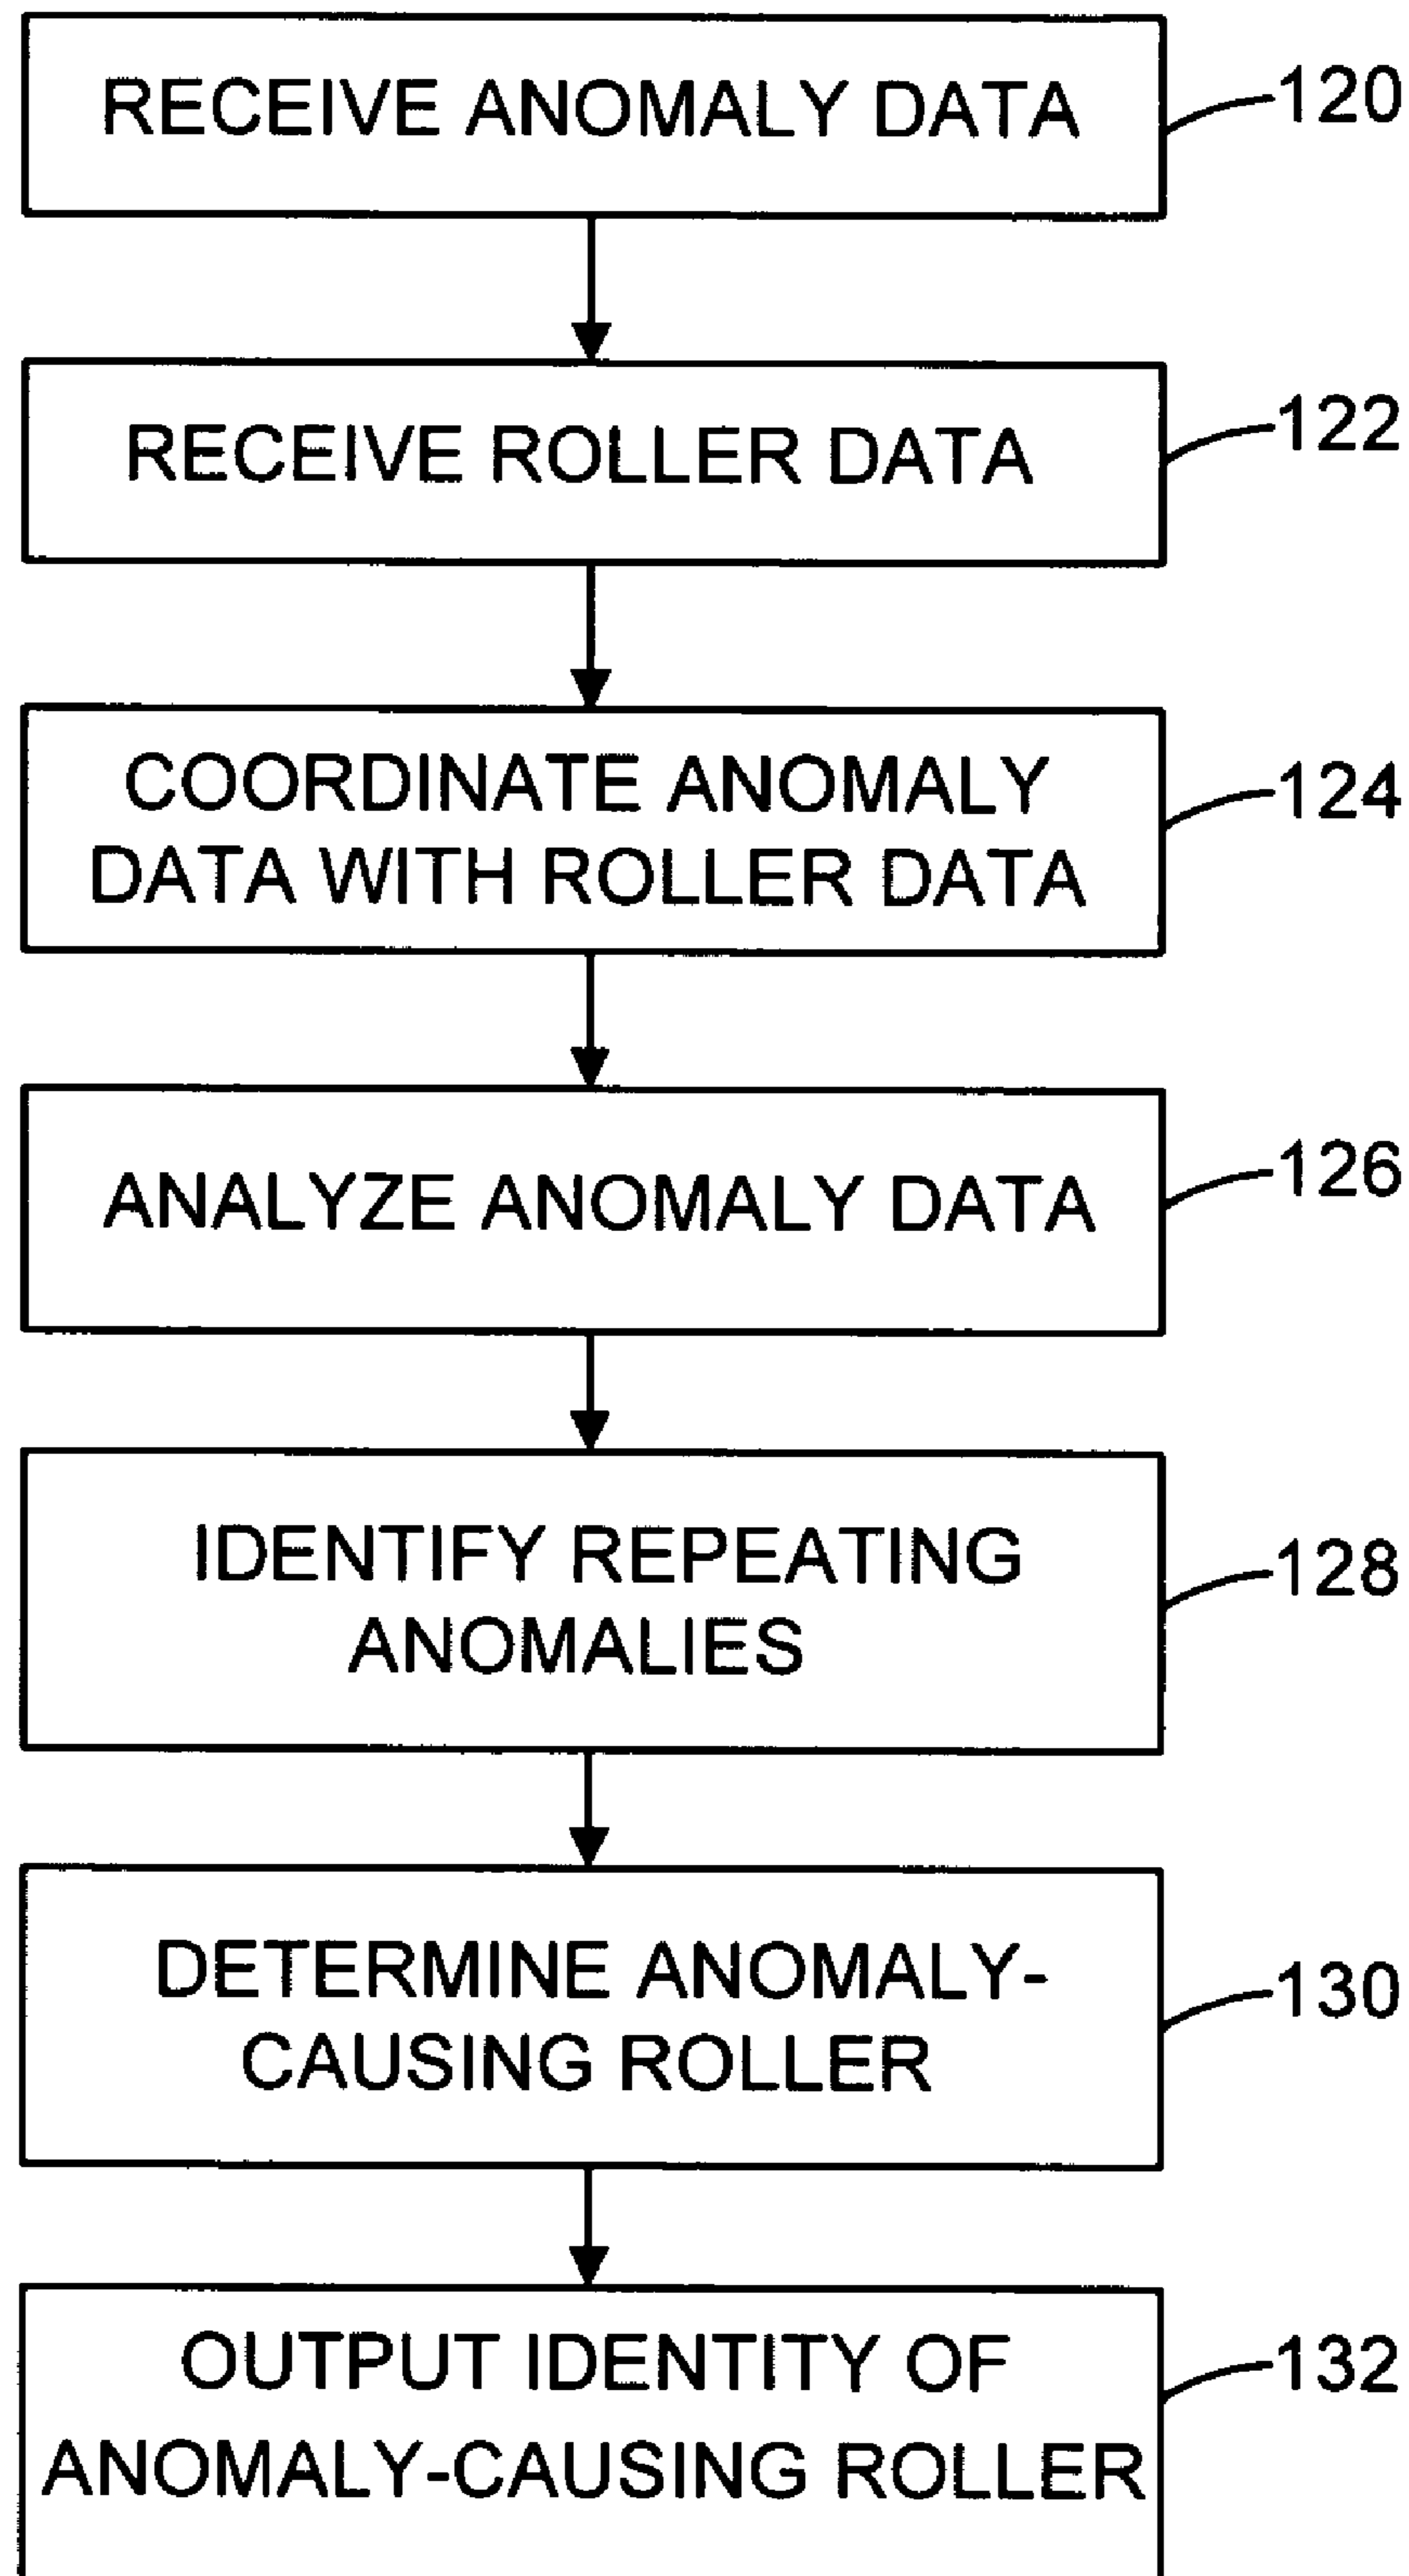 RECEIVE ANOMALY DATA
120
RECEIVE ROLLER DATA
122
COORDINATE ANOMALY
DATA WITH ROLLER DATA
124
ANALYZE ANOMALY DATA
126
IDENTIFY REPEATING
ANOMALIES
128
DETERMINE ANOMALY-
CAUSING ROLLER
130
OUTPUT IDENTITY OF
ANOMALY-CAUSING ROLLER
132